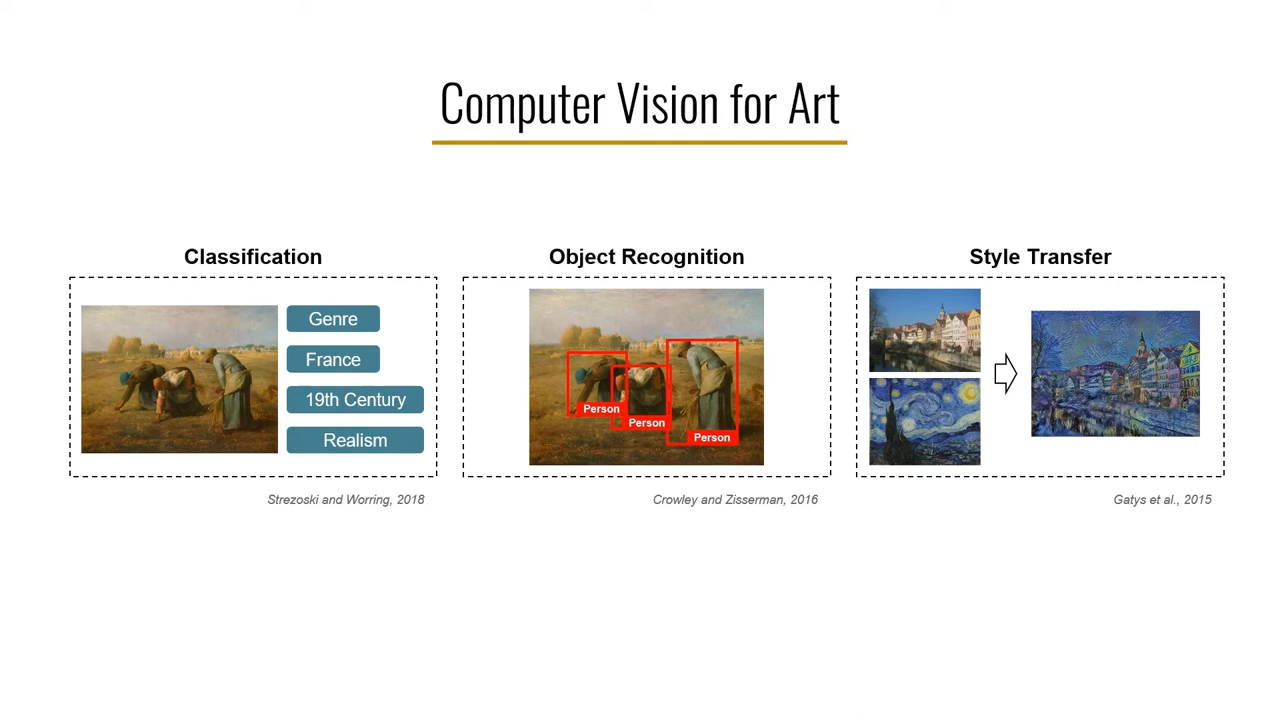 Computer Vision for Art
Classification
Genre
France
19th Century
Realism
Strezoski and Worring, 2018
Object Recognition
Person
Person
Person
Crowley and Zisserman, 2016
Style Transfer
Gatys et al., 2015